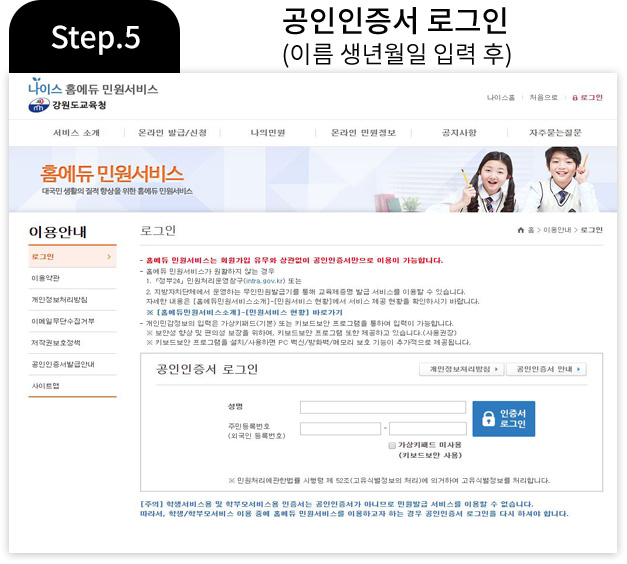 Step.5
공인인증서 로그인
(이름 생년월일 입력 후)
나이스 홈에듀 민원서비스
강원도교육청
나이스홈 | 처음으로 | 로그인
서비스 소개 | 온라인 발급/신청 | 나의민원 | 온라인 민원정보 | 공지사항 | 자주묻는질문
홈에듀 민원서비스
대국민 생활의 질적 향상을 위한 홈에듀 민원서비스
이용안내
로그인
이용약관
개인정보처리방침
이메일무단수집거부
저작권보호정책
공인인증서발급안내
사이트맵
로그인
홈 > 이용안내 > 로그인
- 홈에듀 민원서비스는 회원가입 유무와 상관없이 공인인증서만으로 이용이 가능합니다.
- 홈에듀 민원서비스가 원활하지 않는 경우
1. 「정부24」민원처리운영창구(intra.gov.kr) 또는
2. 지방자치단체에서 운영하는 무인민원발급기를 통해 교육제증명 발급 서비스를 이용할 수 있습니다.
자세한 내용은 [홈에듀민원서비스소개]-[민원서비스 현황]에서 서비스 제공 현황을 확인하시기 바랍니다.
※ [홈에듀민원서비스소개]-[민원서비스 현황] 바로가기
- 개인민감정보의 입력은 가상키패드(기본) 또는 키보드보안 프로그램을 통하여 입력이 가능합니다.
※ 보안성 향상 및 편의성 보장을 위하여, 키보드보안 프로그램 또한 제공하고 있습니다.(사용권장)
※ 키보드보안 프로그램을 설치/사용하면 PC 백신/방화벽/메모리 보호 기능이 추가적으로 제공됩니다.
공인인증서 로그인
개인정보처리방침
공인인증서 안내
성명
주민등록번호
(외국인 등록번호)
-
인증서
로그인
가상키패드 미사용
(키보드보안 사용)
※ 민원처리에관한법률 시행령 제 52조(고유식별정보의 처리)에 의거하여 고유식별정보를 처리합니다.
[주의] 학생서비스용 및 학부모서비스용 인증서는 공인인증서가 아니므로 민원발급 서비스를 이용할 수 없습니다.
따라서, 학생/학부모서비스 이용 중에 홈에듀 민원서비스를 이용하고자 하는 경우 공인인증서 로그인을 다시 하셔야 합니다.